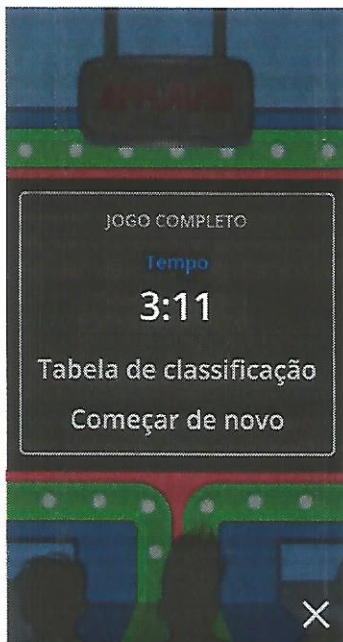 JOGO COMPLETO
Tempo
3:11
Tabela de classificação
Começar de novo